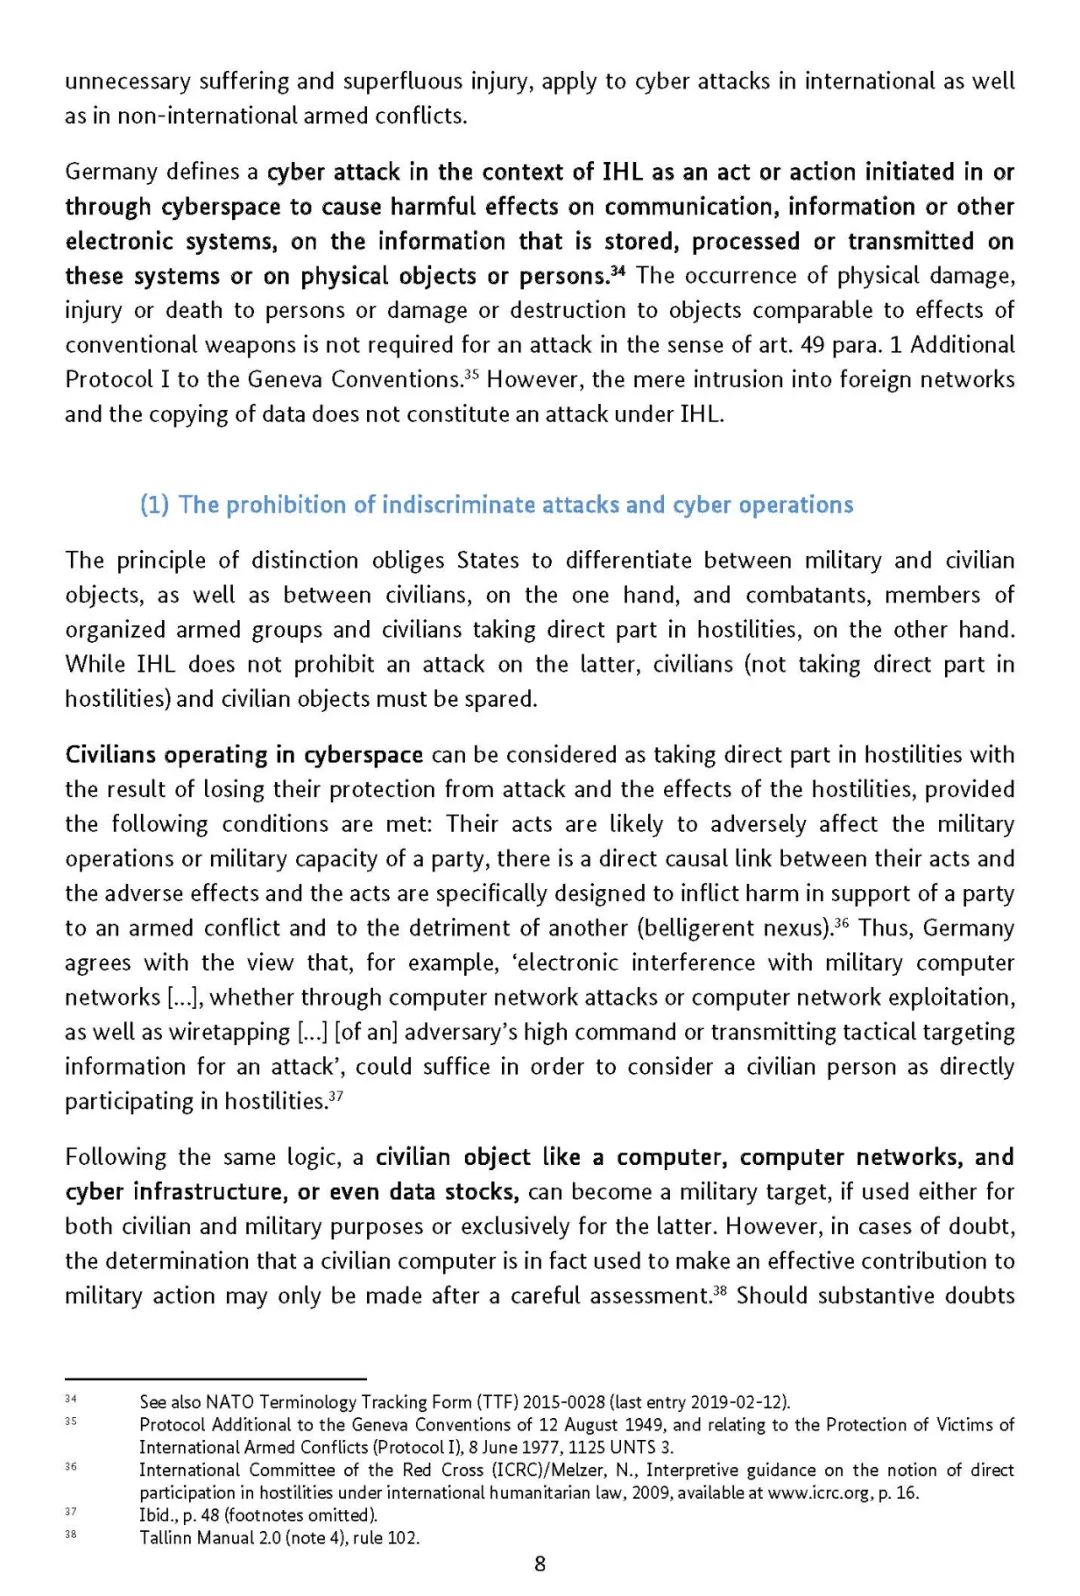 unnecessary suffering and superfluous injury, apply to cyber attacks in international as well
as in non-international armed conflicts.
Germany defines a cyber attack in the context of IHL as an act or action initiated in or
through cyberspace to cause harmful effects on communication, information or other
electronic systems, on the information that is stored, processed or transmitted on
these systems or on physical objects or persons.³⁴ The occurrence of physical damage,
injury or death to persons or damage or destruction to objects comparable to effects of
conventional weapons is not required for an attack in the sense of art. 49 para. 1 Additional
Protocol I to the Geneva Conventions.³⁵ However, the mere intrusion into foreign networks
and the copying of data does not constitute an attack under IHL.
(1) The prohibition of indiscriminate attacks and cyber operations
The principle of distinction obliges States to differentiate between military and civilian
objects, as well as between civilians, on the one hand, and combatants, members of
organized armed groups and civilians taking direct part in hostilities, on the other hand.
While IHL does not prohibit an attack on the latter, civilians (not taking direct part in
hostilities) and civilian objects must be spared.
Civilians operating in cyberspace can be considered as taking direct part in hostilities with
the result of losing their protection from attack and the effects of the hostilities, provided
the following conditions are met: Their acts are likely to adversely affect the military
operations or military capacity of a party, there is a direct causal link between their acts and
the adverse effects and the acts are specifically designed to inflict harm in support of a party
to an armed conflict and to the detriment of another (belligerent nexus).³⁶ Thus, Germany
agrees with the view that, for example, ‘electronic interference with military computer
networks [...], whether through computer network attacks or computer network exploitation,
as well as wiretapping [...] [of an] adversary’s high command or transmitting tactical targeting
information for an attack’, could suffice in order to consider a civilian person as directly
participating in hostilities.³⁷
Following the same logic, a civilian object like a computer, computer networks, and
cyber infrastructure, or even data stocks, can become a military target, if used either for
both civilian and military purposes or exclusively for the latter. However, in cases of doubt,
the determination that a civilian computer is in fact used to make an effective contribution to
military action may only be made after a careful assessment.³⁸ Should substantive doubts
34 See also NATO Terminology Tracking Form (TTF) 2015-0028 (last entry 2019-02-12).
35 Protocol Additional to the Geneva Conventions of 12 August 1949, and relating to the Protection of Victims of
International Armed Conflicts (Protocol I), 8 June 1977, 1125 UNTS 3.
36 International Committee of the Red Cross (ICRC)/Melzer, N., Interpretive guidance on the notion of direct
participation in hostilities under international humanitarian law, 2009, available at www.icrc.org, p. 16.
37 Ibid., p. 48 (footnotes omitted).
38 Tallinn Manual 2.0 (note 4), rule 102.
8